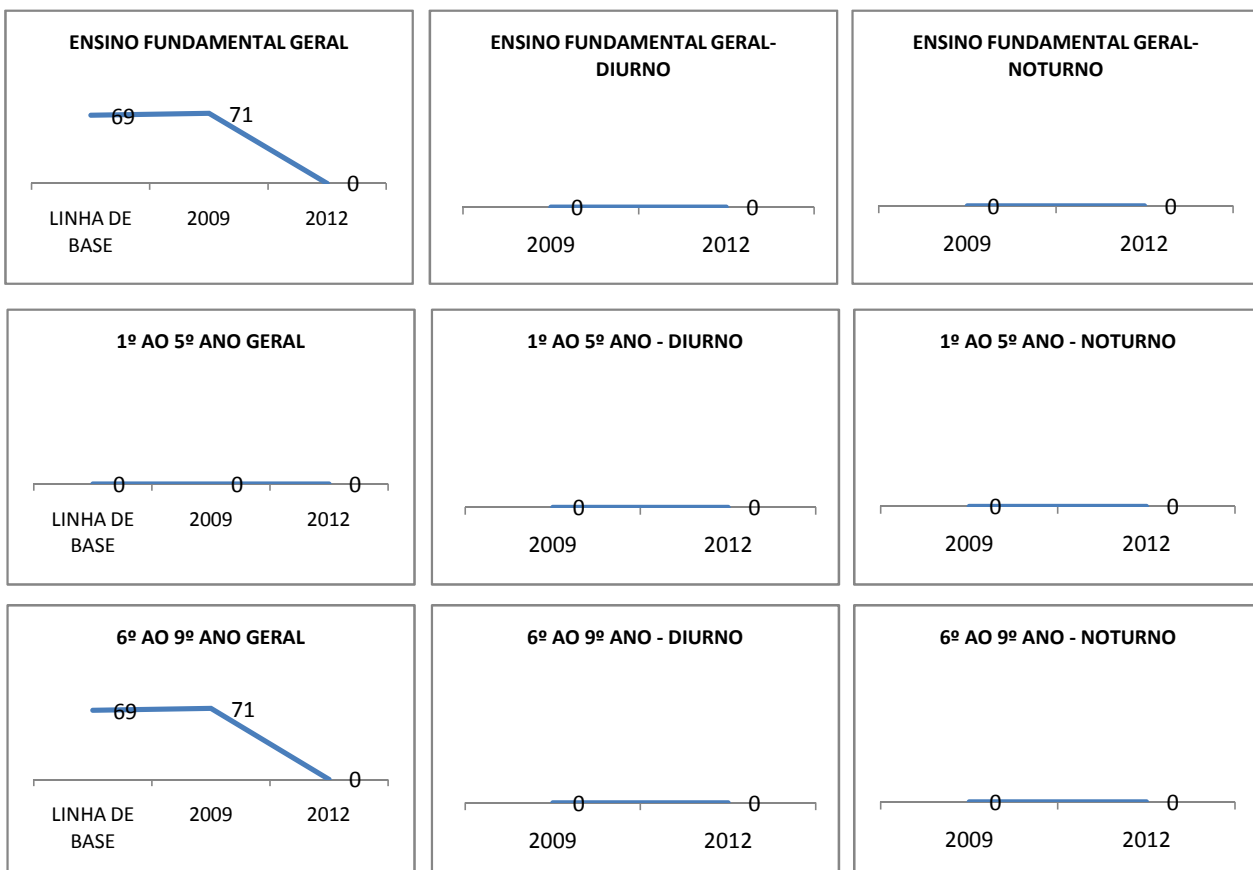 ENSINO FUNDAMENTAL GERAL
69
71
0
LINHA DE
BASE
2009
2012
ENSINO FUNDAMENTAL GERAL-
DIURNO
0
0
2009
2012
ENSINO FUNDAMENTAL GERAL-
NOTURNO
0
0
2009
2012
1º AO 5º ANO GERAL
0
0
0
LINHA DE
BASE
2009
2012
1º AO 5º ANO - DIURNO
0
0
2009
2012
1º AO 5º ANO - NOTURNO
0
0
2009
2012
6º AO 9º ANO GERAL
69
71
0
LINHA DE
BASE
2009
2012
6º AO 9º ANO - DIURNO
0
0
2009
2012
6º AO 9º ANO - NOTURNO
0
0
2009
2012